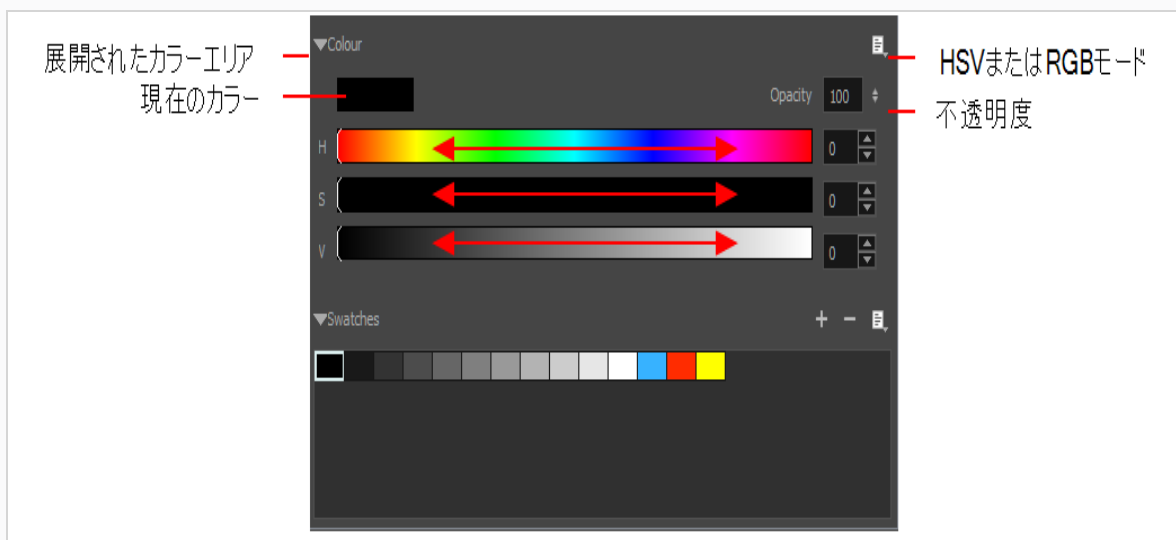 展開されたカラーエリア
現在のカラー
Colour
HSVまたはRGBモード
Opacity 100
不透明度
H 0
S 0
V 0
Swatches